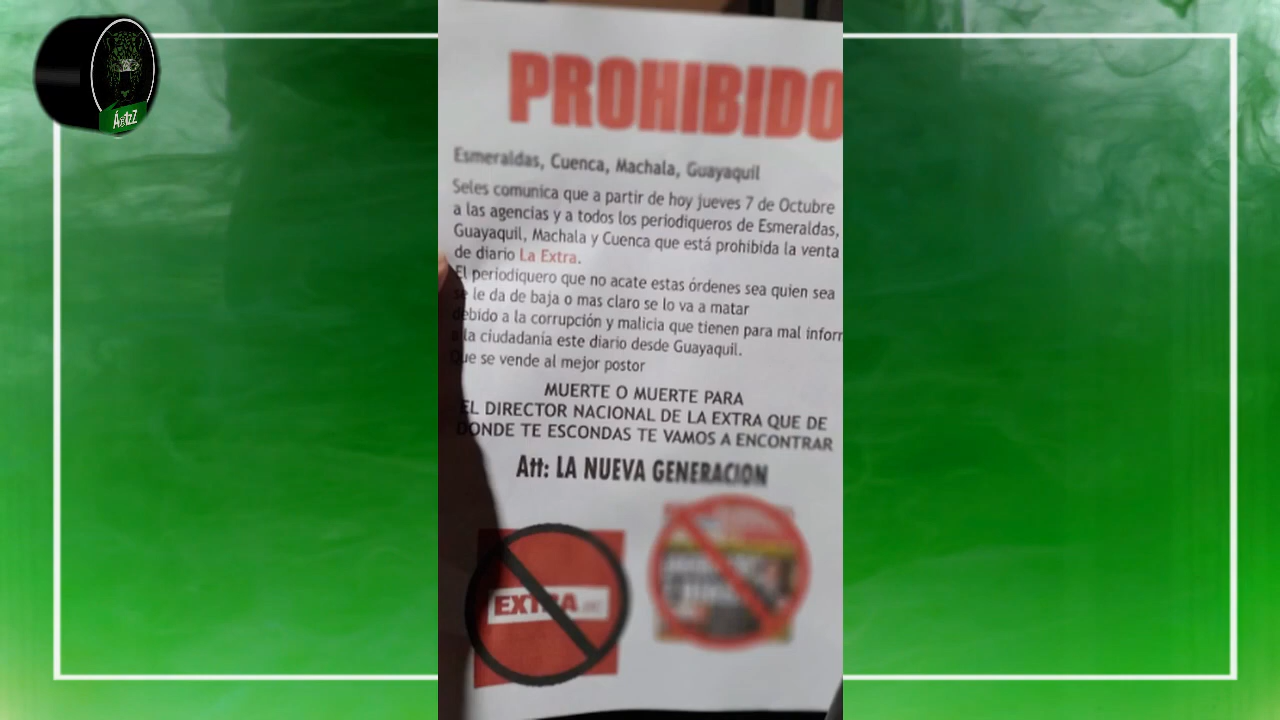 PROHIBIDO
Esmeraldas, Cuenca, Machala, Guayaquil
Seles comunica que a partir de hoy jueves 7 de Octubre
a las agencias y a todos los periodiqueros de Esmeraldas,
Guayaquil, Machala y Cuenca que está prohibida la venta
de diario La Extra.
El periodiquero que no acate estas órdenes sea quien sea
se le da de baja o mas claro se lo va a matar
debido a la corrupción y malicia que tienen para mal inforr
a la ciudadanía este diario desde Guayaquil.
Que se vende al mejor postor
MUERTE O MUERTE PARA
EL DIRECTOR NACIONAL DE LA EXTRA QUE DE
DONDE TE ESCONDAS TE VAMOS A ENCONTRAR
Att: LA NUEVA GENERACION
EXTRA